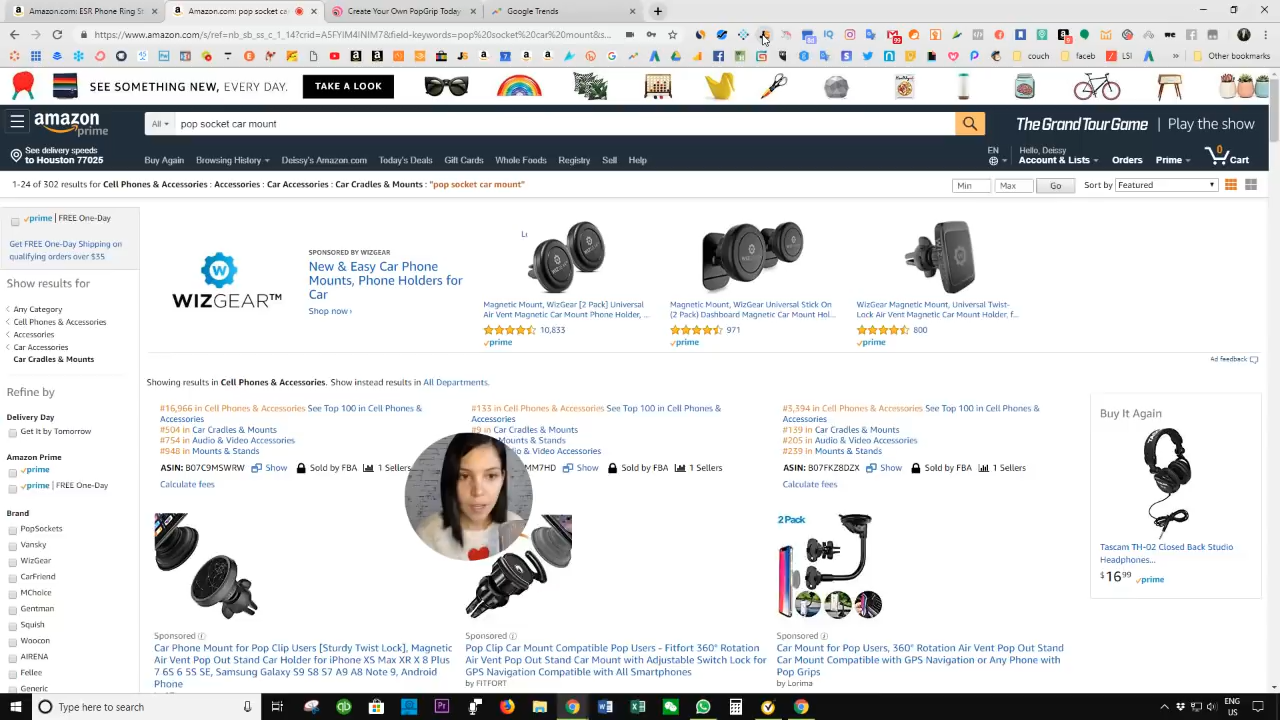 Amazon.com: ESR Phone Ring
Amazon.com: pop socket ca
Create Your Own PopGrip Today
Google Trends
https://www.amazon.com/s/ref=nb_sb_ss_c_1_14?crid=A5FYIM4INIM7&field-keywords=pop%20socket%20car%20mount&s...
Other bookmarks
SEE SOMETHING NEW, EVERY DAY.
TAKE A LOOK
amazon
prime
All
pop socket car mount
THE GRAND TOUR GAME | Play the show
See delivery speeds
to Houston 77025
Buy Again
Browsing History
Deissy's Amazon.com
Today's Deals
Gift Cards
Whole Foods
Registry
Sell
Help
EN
Hello, Deissy
Account & Lists
Orders
Prime
0
Cart
1-24 of 302 results for Cell Phones & Accessories : Accessories : Car Accessories : Car Cradles & Mounts : "pop socket car mount"
Min
Max
Go
Sort by
Featured
prime | FREE One-Day
Get FREE One-Day Shipping on
qualifying orders over $35.
Show results for
Any Category
Cell Phones & Accessories
Accessories
Car Accessories
Car Cradles & Mounts
Refine by
Delivery Day
Get It by Tomorrow
Amazon Prime
prime
prime | FREE One-Day
Brand
PopSockets
Vansky
WizGear
CarFriend
MChoice
Gentman
Squish
Woocon
AIRENA
Fellee
Generic
WIZGEAR™
SPONSORED BY WIZGEAR
New & Easy Car Phone
Mounts, Phone Holders for
Car
Shop now ›
Magnetic Mount, WizGear [2 Pack] Universal
Air Vent Magnetic Car Mount Phone Holder, ...
10,833
prime
Magnetic Mount, WizGear Universal Stick On
(2 Pack) Dashboard Magnetic Car Mount Hol...
971
prime
WizGear Magnetic Mount, Universal Twist-
Lock Air Vent Magnetic Car Mount Holder, f...
800
prime
Ad feedback
Showing results in Cell Phones & Accessories. Show instead results in All Departments.
#16,966 in Cell Phones & Accessories See Top 100 in Cell Phones &
Accessories
#504 in Car Cradles & Mounts
#754 in Audio & Video Accessories
#948 in Mounts & Stands
ASIN: B07C9MSWRW Show Sold by FBA 1 Sellers
Calculate fees
Sponsored
Car Phone Mount for Pop Clip Users [Sturdy Twist Lock], Magnetic
Air Vent Pop Out Stand Car Holder for iPhone XS Max XR X 8 Plus
7 6S 6 5S SE, Samsung Galaxy S9 S8 S7 A9 A8 Note 9, Android
Phone
#133 in Cell Phones & Accessories See Top 100 in Cell Phones &
Accessories
#9 in Car Cradles & Mounts
Mounts & Stands
Video Accessories
MM7HD Show Sold by FBA 1 Sellers
Sponsored
Pop Clip Car Mount Compatible Pop Users - Fitfort 360° Rotation
Air Vent Pop Out Stand Car Mount with Adjustable Switch Lock for
GPS Navigation Compatible with All Smartphones
by FITFORT
#3,394 in Cell Phones & Accessories See Top 100 in Cell Phones &
Accessories
#139 in Car Cradles & Mounts
#205 in Audio & Video Accessories
#239 in Mounts & Stands
ASIN: B07FKZ8DZX Show Sold by FBA 1 Sellers
Calculate fees
2 Pack
Sponsored
Car Mount for Pop Users, 360° Rotation Air Vent Pop Out Stand
Car Mount Compatible with GPS Navigation or Any Phone with
Pop Grips
by Lorima
Buy It Again
Tascam TH-02 Closed Back Studio
Headphones...
$16.99 prime
Type here to search
ENG
US